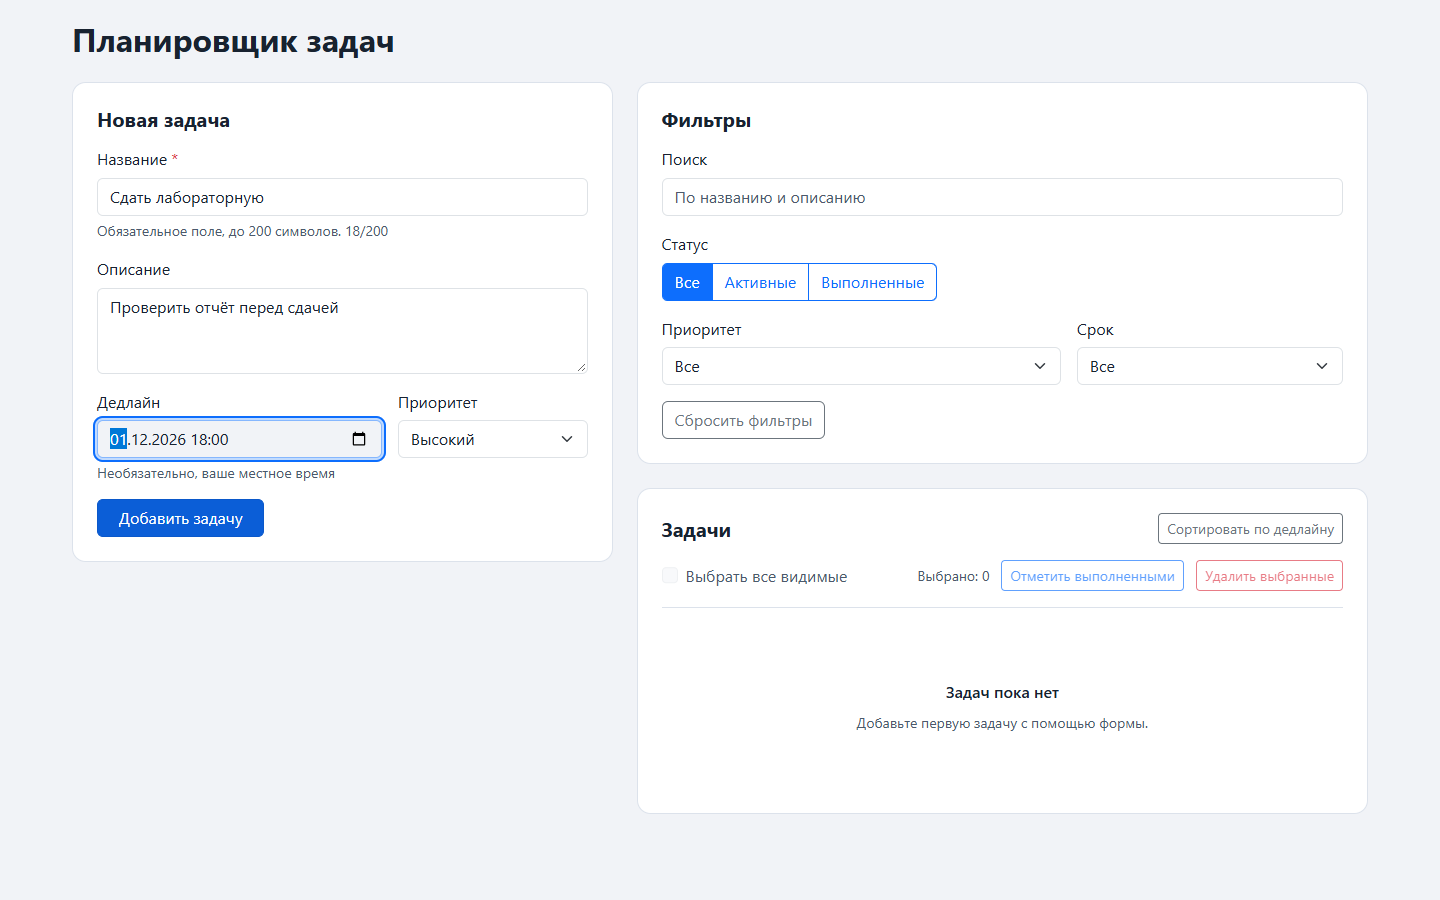 Планировщик задач
Новая задача
Название *
Сдать лабораторную
Обязательное поле, до 200 символов. 18/200
Описание
Проверить отчёт перед сдачей
Дедлайн
Приоритет
01.12.2026 18:00
Высокий
Необязательно, ваше местное время
Добавить задачу
Фильтры
Поиск
По названию и описанию
Статус
Все
Активные
Выполненные
Приоритет
Срок
Все
Все
Сбросить фильтры
Задачи
Сортировать по дедлайну
Выбрать все видимые
Выбрано: 0
Отметить выполненными
Удалить выбранные
Задач пока нет
Добавьте первую задачу с помощью формы.